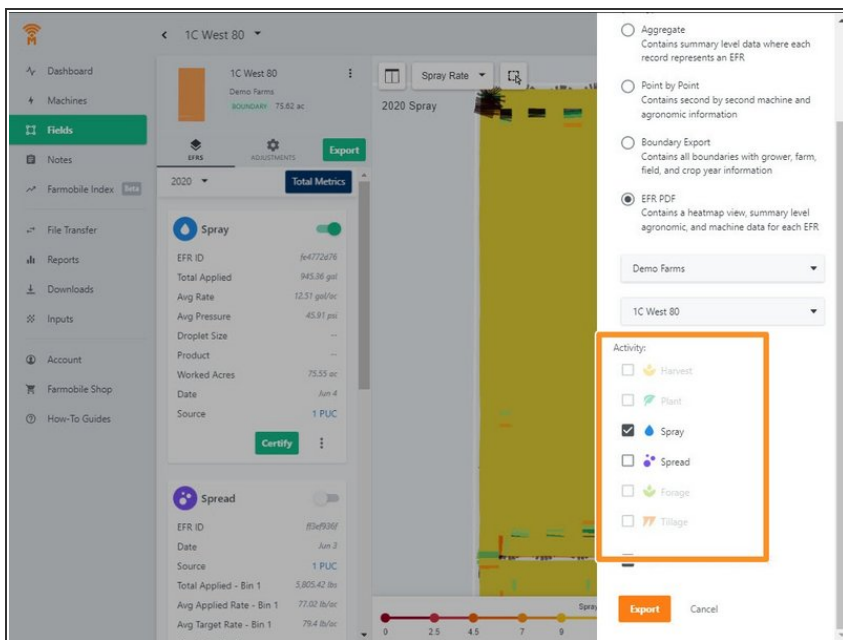 1C West 80
Dashboard
Machines
Fields
Notes
Farmobile Index Beta
File Transfer
Reports
Downloads
Inputs
Account
Farmobile Shop
How-To Guides
1C West 80
Demo Farms
BOUNDARY 75.62 ac
EFRS
ADJUSTMENTS
Export
2020
Total Metrics
Spray
EFR ID fe4772d76
Total Applied 945.36 gal
Avg Rate 12.51 gal/ac
Avg Pressure 45.91 psi
Droplet Size --
Product --
Worked Acres 75.55 ac
Date Jun 4
Source 1 PUC
Certify
Spread
EFR ID
Date Jun 3
Source 1 PUC
Total Applied - Bin 1 5,805.42 lbs
Avg Applied Rate - Bin 1 77.02 lb/ac
Avg Target Rate - Bin 1 79.4 lb/ac
Spray Rate
2020 Spray
Spray
0 2.5 4.5 7 9
Aggregate
Contains summary level data where each
record represents an EFR
Point by Point
Contains second by second machine and
agronomic information
Boundary Export
Contains all boundaries with grower, farm,
field, and crop year information
EFR PDF
Contains a heatmap view, summary level
agronomic, and machine data for each EFR
Demo Farms
1C West 80
Activity:
Harvest
Plant
Spray
Spread
Forage
Tillage
Export
Cancel